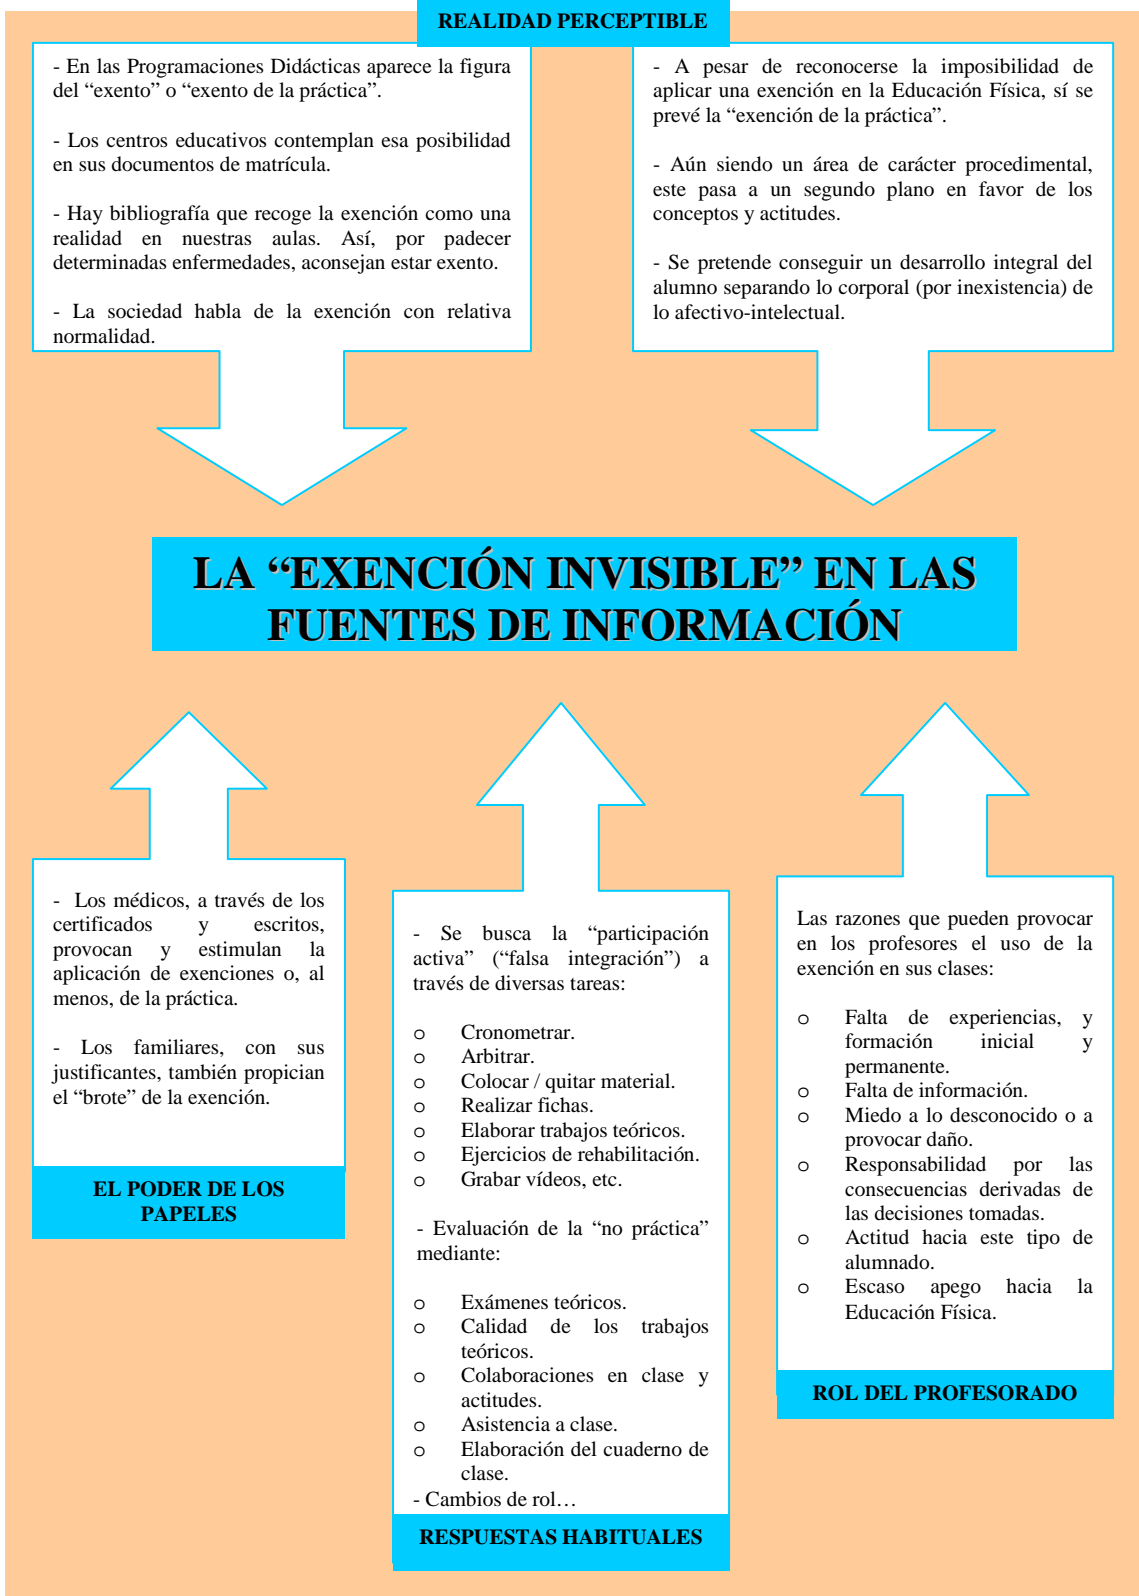 REALIDAD PERCEPTIBLE
- En las Programaciones Didácticas aparece la figura
del “exento” o “exento de la práctica”.
- Los centros educativos contemplan esa posibilidad
en sus documentos de matrícula.
- Hay bibliografía que recoge la exención como una
realidad en nuestras aulas. Así, por padecer
determinadas enfermedades, aconsejan estar exento.
- La sociedad habla de la exención con relativa
normalidad.
- A pesar de reconocerse la imposibilidad de
aplicar una exención en la Educación Física, sí se
prevé la “exención de la práctica”.
- Aún siendo un área de carácter procedimental,
este pasa a un segundo plano en favor de los
conceptos y actitudes.
- Se pretende conseguir un desarrollo integral del
alumno separando lo corporal (por inexistencia) de
lo afectivo-intelectual.
LA “EXENCIÓN INVISIBLE” EN LAS
FUENTES DE INFORMACIÓN
- Los médicos, a través de los
certificados y escritos,
provocan y estimulan la
aplicación de exenciones o, al
menos, de la práctica.
- Los familiares, con sus
justificantes, también propician
el “brote” de la exención.
EL PODER DE LOS
PAPELES
- Se busca la “participación
activa” (“falsa integración”) a
través de diversas tareas:
o Cronometrar.
o Arbitrar.
o Colocar / quitar material.
o Realizar fichas.
o Elaborar trabajos teóricos.
o Ejercicios de rehabilitación.
o Grabar vídeos, etc.
- Evaluación de la “no práctica”
mediante:
o Exámenes teóricos.
o Calidad de los trabajos
teóricos.
o Colaboraciones en clase y
actitudes.
o Asistencia a clase.
o Elaboración del cuaderno de
clase.
- Cambios de rol…
RESPUESTAS HABITUALES
Las razones que pueden provocar
en los profesores el uso de la
exención en sus clases:
o Falta de experiencias, y
formación inicial y
permanente.
o Falta de información.
o Miedo a lo desconocido o a
provocar daño.
o Responsabilidad por las
consecuencias derivadas de
las decisiones tomadas.
o Actitud hacia este tipo de
alumnado.
o Escaso apego hacia la
Educación Física.
ROL DEL PROFESORADO